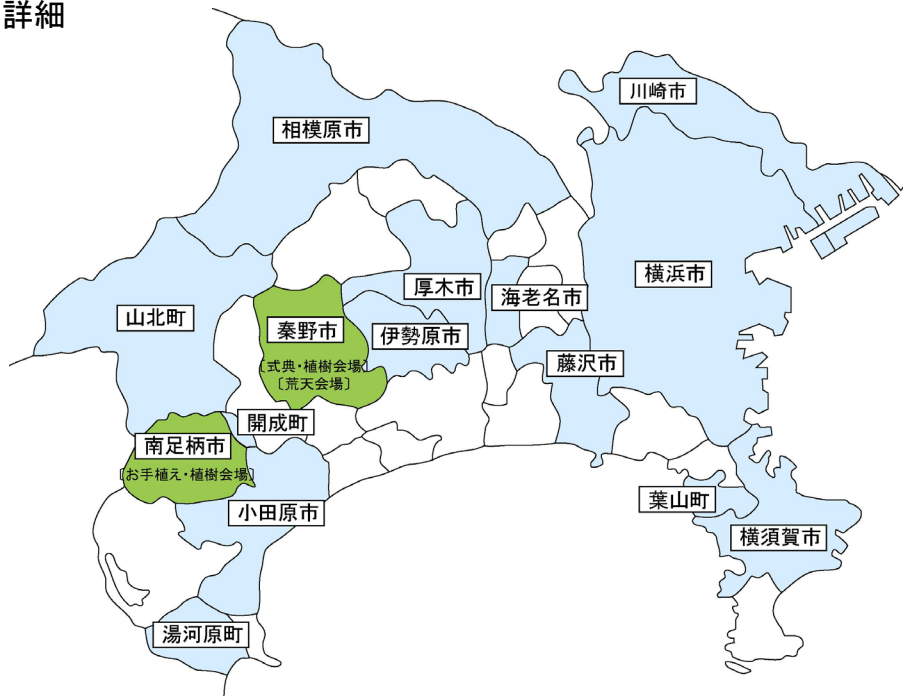 詳細
川崎市
相模原市
横浜市
厚木市
海老名市
山北町
秦野市
伊勢原市
〔式典・植樹会場〕
〔荒天会場〕
藤沢市
開成町
南足柄市
〔お手植え・植樹会場〕
小田原市
葉山町
横須賀市
湯河原町